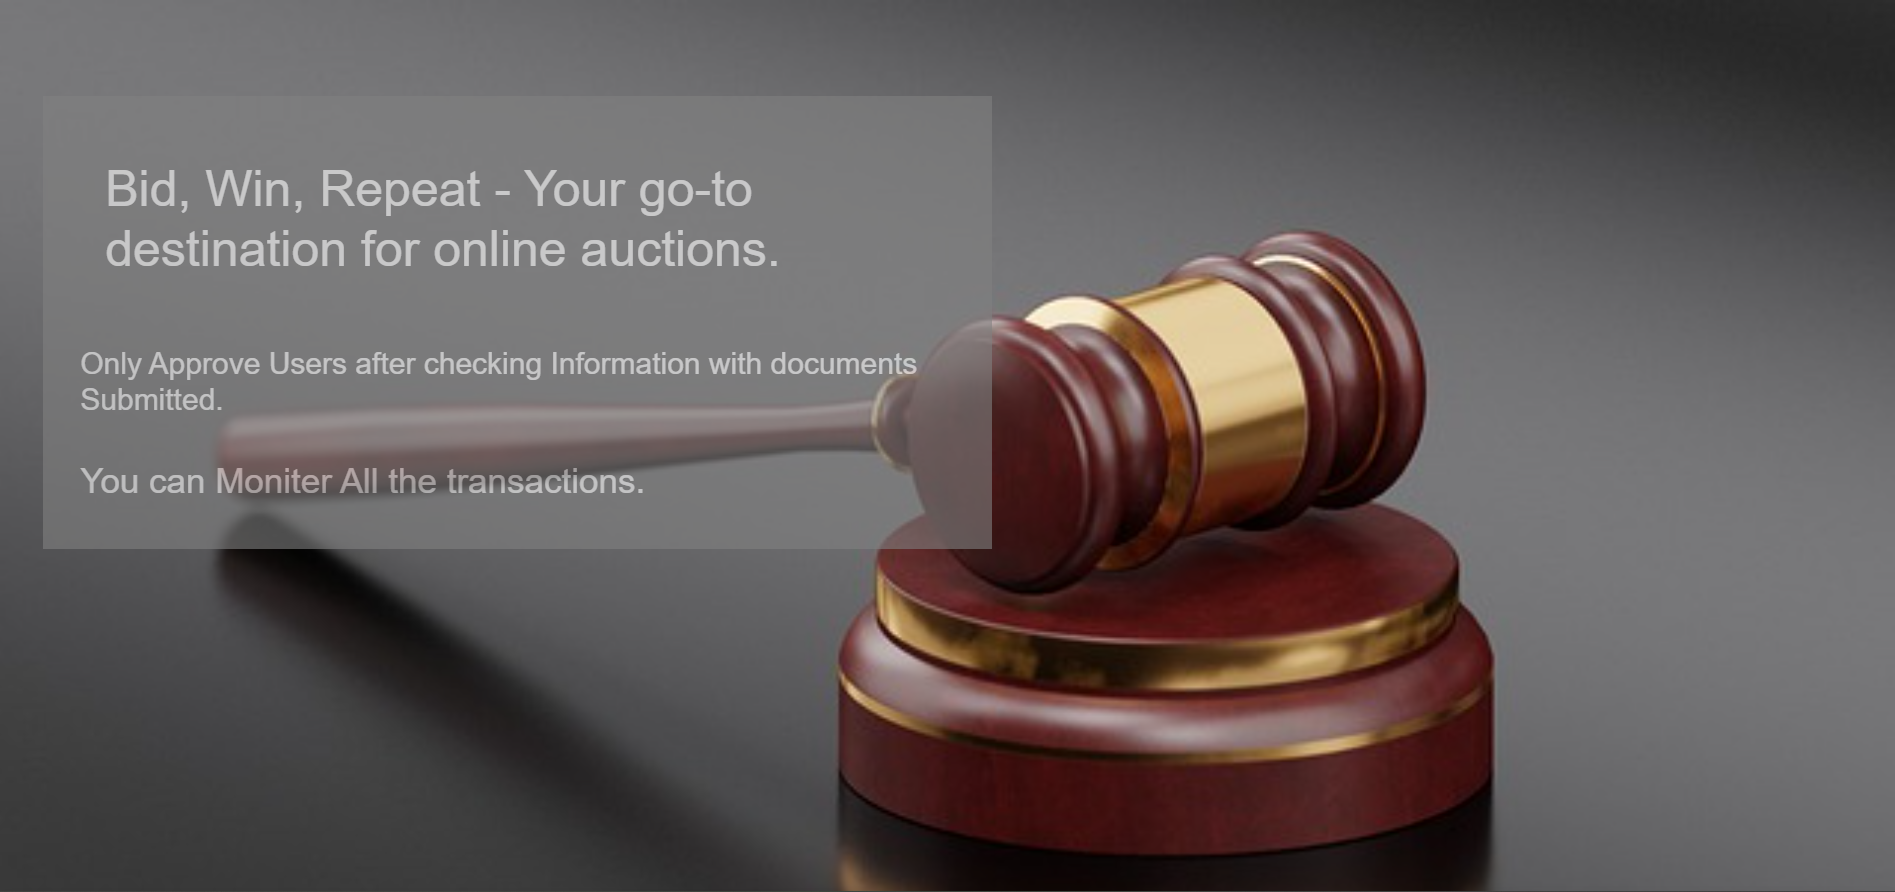 Bid, Win, Repeat - Your go-to
destination for online auctions.
Only Approve Users after checking Information with documents
Submitted.
You can Moniter All the transactions.